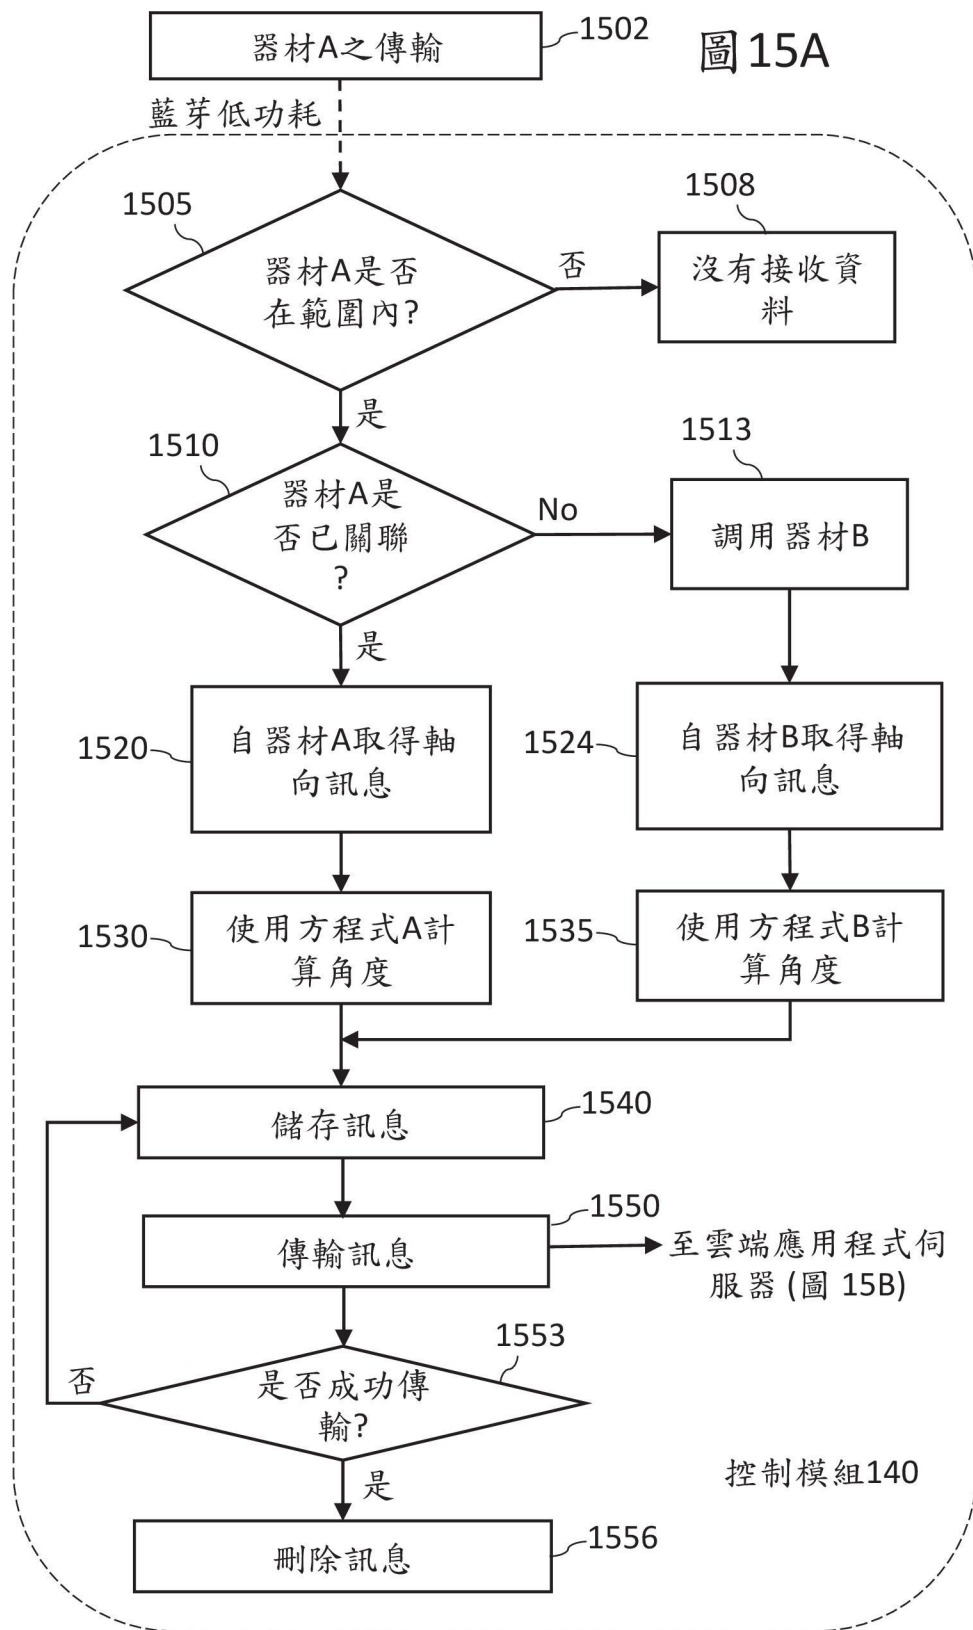 器材A之傳輸
1502
圖15A
藍芽低功耗
1505
器材A是否
在範圍內?
否
1508
沒有接收資
料
是
1510
器材A是
否已關聯
?
No
1513
調用器材B
是
1520
自器材A取得軸
向訊息
1524
自器材B取得軸
向訊息
1530
使用方程式A計
算角度
1535
使用方程式B計
算角度
儲存訊息
1540
傳輸訊息
1550
至雲端應用程式伺
服器 (圖 15B)
否
是否成功傳
輸?
1553
是
控制模組140
刪除訊息
1556